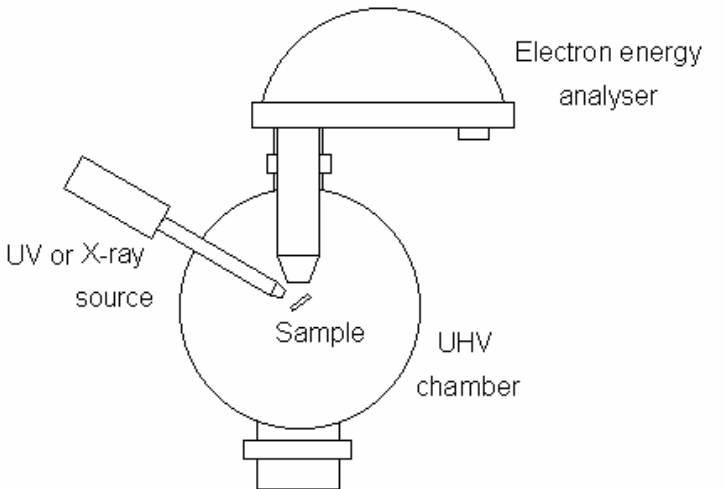 Electron energy
analyser
UV or X-ray
source
Sample
UHV
chamber